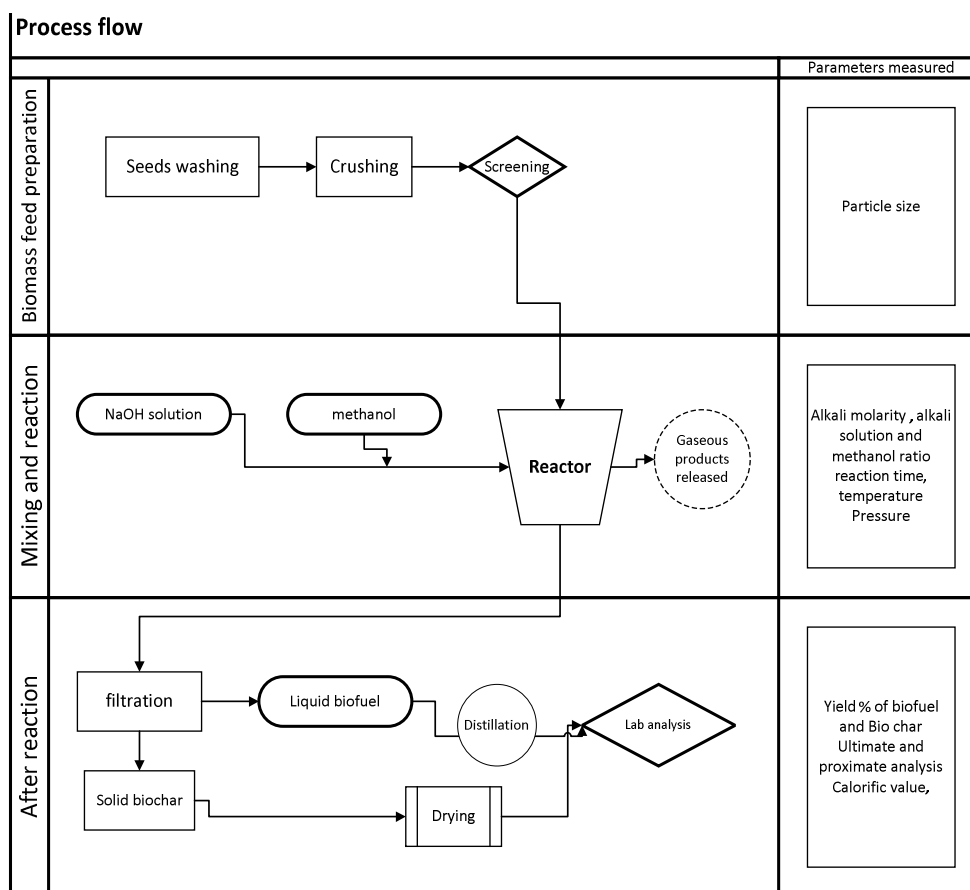 Process flow
Parameters measured
Biomass feed preparation
Seeds washing
Crushing
Screening
Particle size
Mixing and reaction
NaOH solution
methanol
Reactor
Gaseous
products
released
Alkali molarity , alkali
solution and
methanol ratio
reaction time,
temperature
Pressure
After reaction
filtration
Liquid biofuel
Distillation
Lab analysis
Solid biochar
Drying
Yield % of biofuel
and Bio char
Ultimate and
proximate analysis
Calorific value,